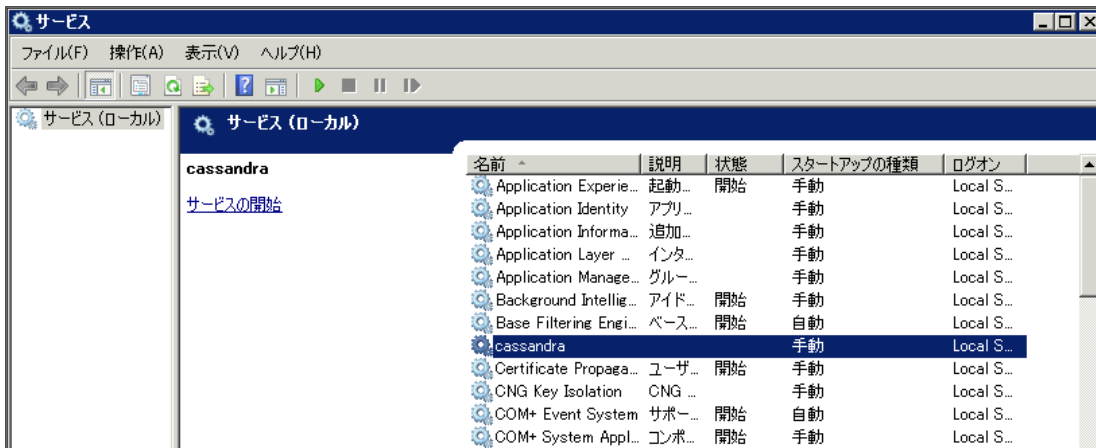 サービス
ファイル(F) 操作(A) 表示(V) ヘルプ(H)
サービス (ローカル)
サービス (ローカル)
cassandra
サービスの開始
名前 説明 状態 スタートアップの種類 ログオン
Application Experie... 起動... 開始 手動 Local S...
Application Identity アプリ... 手動 Local S...
Application Informa... 追加... 手動 Local S...
Application Layer ... インタ... 手動 Local S...
Application Manage... グルー... 手動 Local S...
Background Intellig... アイド... 開始 手動 Local S...
Base Filtering Engi... ベース... 開始 自動 Local S...
cassandra 手動 Local S...
Certificate Propaga... ユーザ... 開始 手動 Local S...
CNG Key Isolation CNG ... 手動 Local S...
COM+ Event System サポー... 開始 自動 Local S...
COM+ System Appl... コンポ... 開始 手動 Local S...